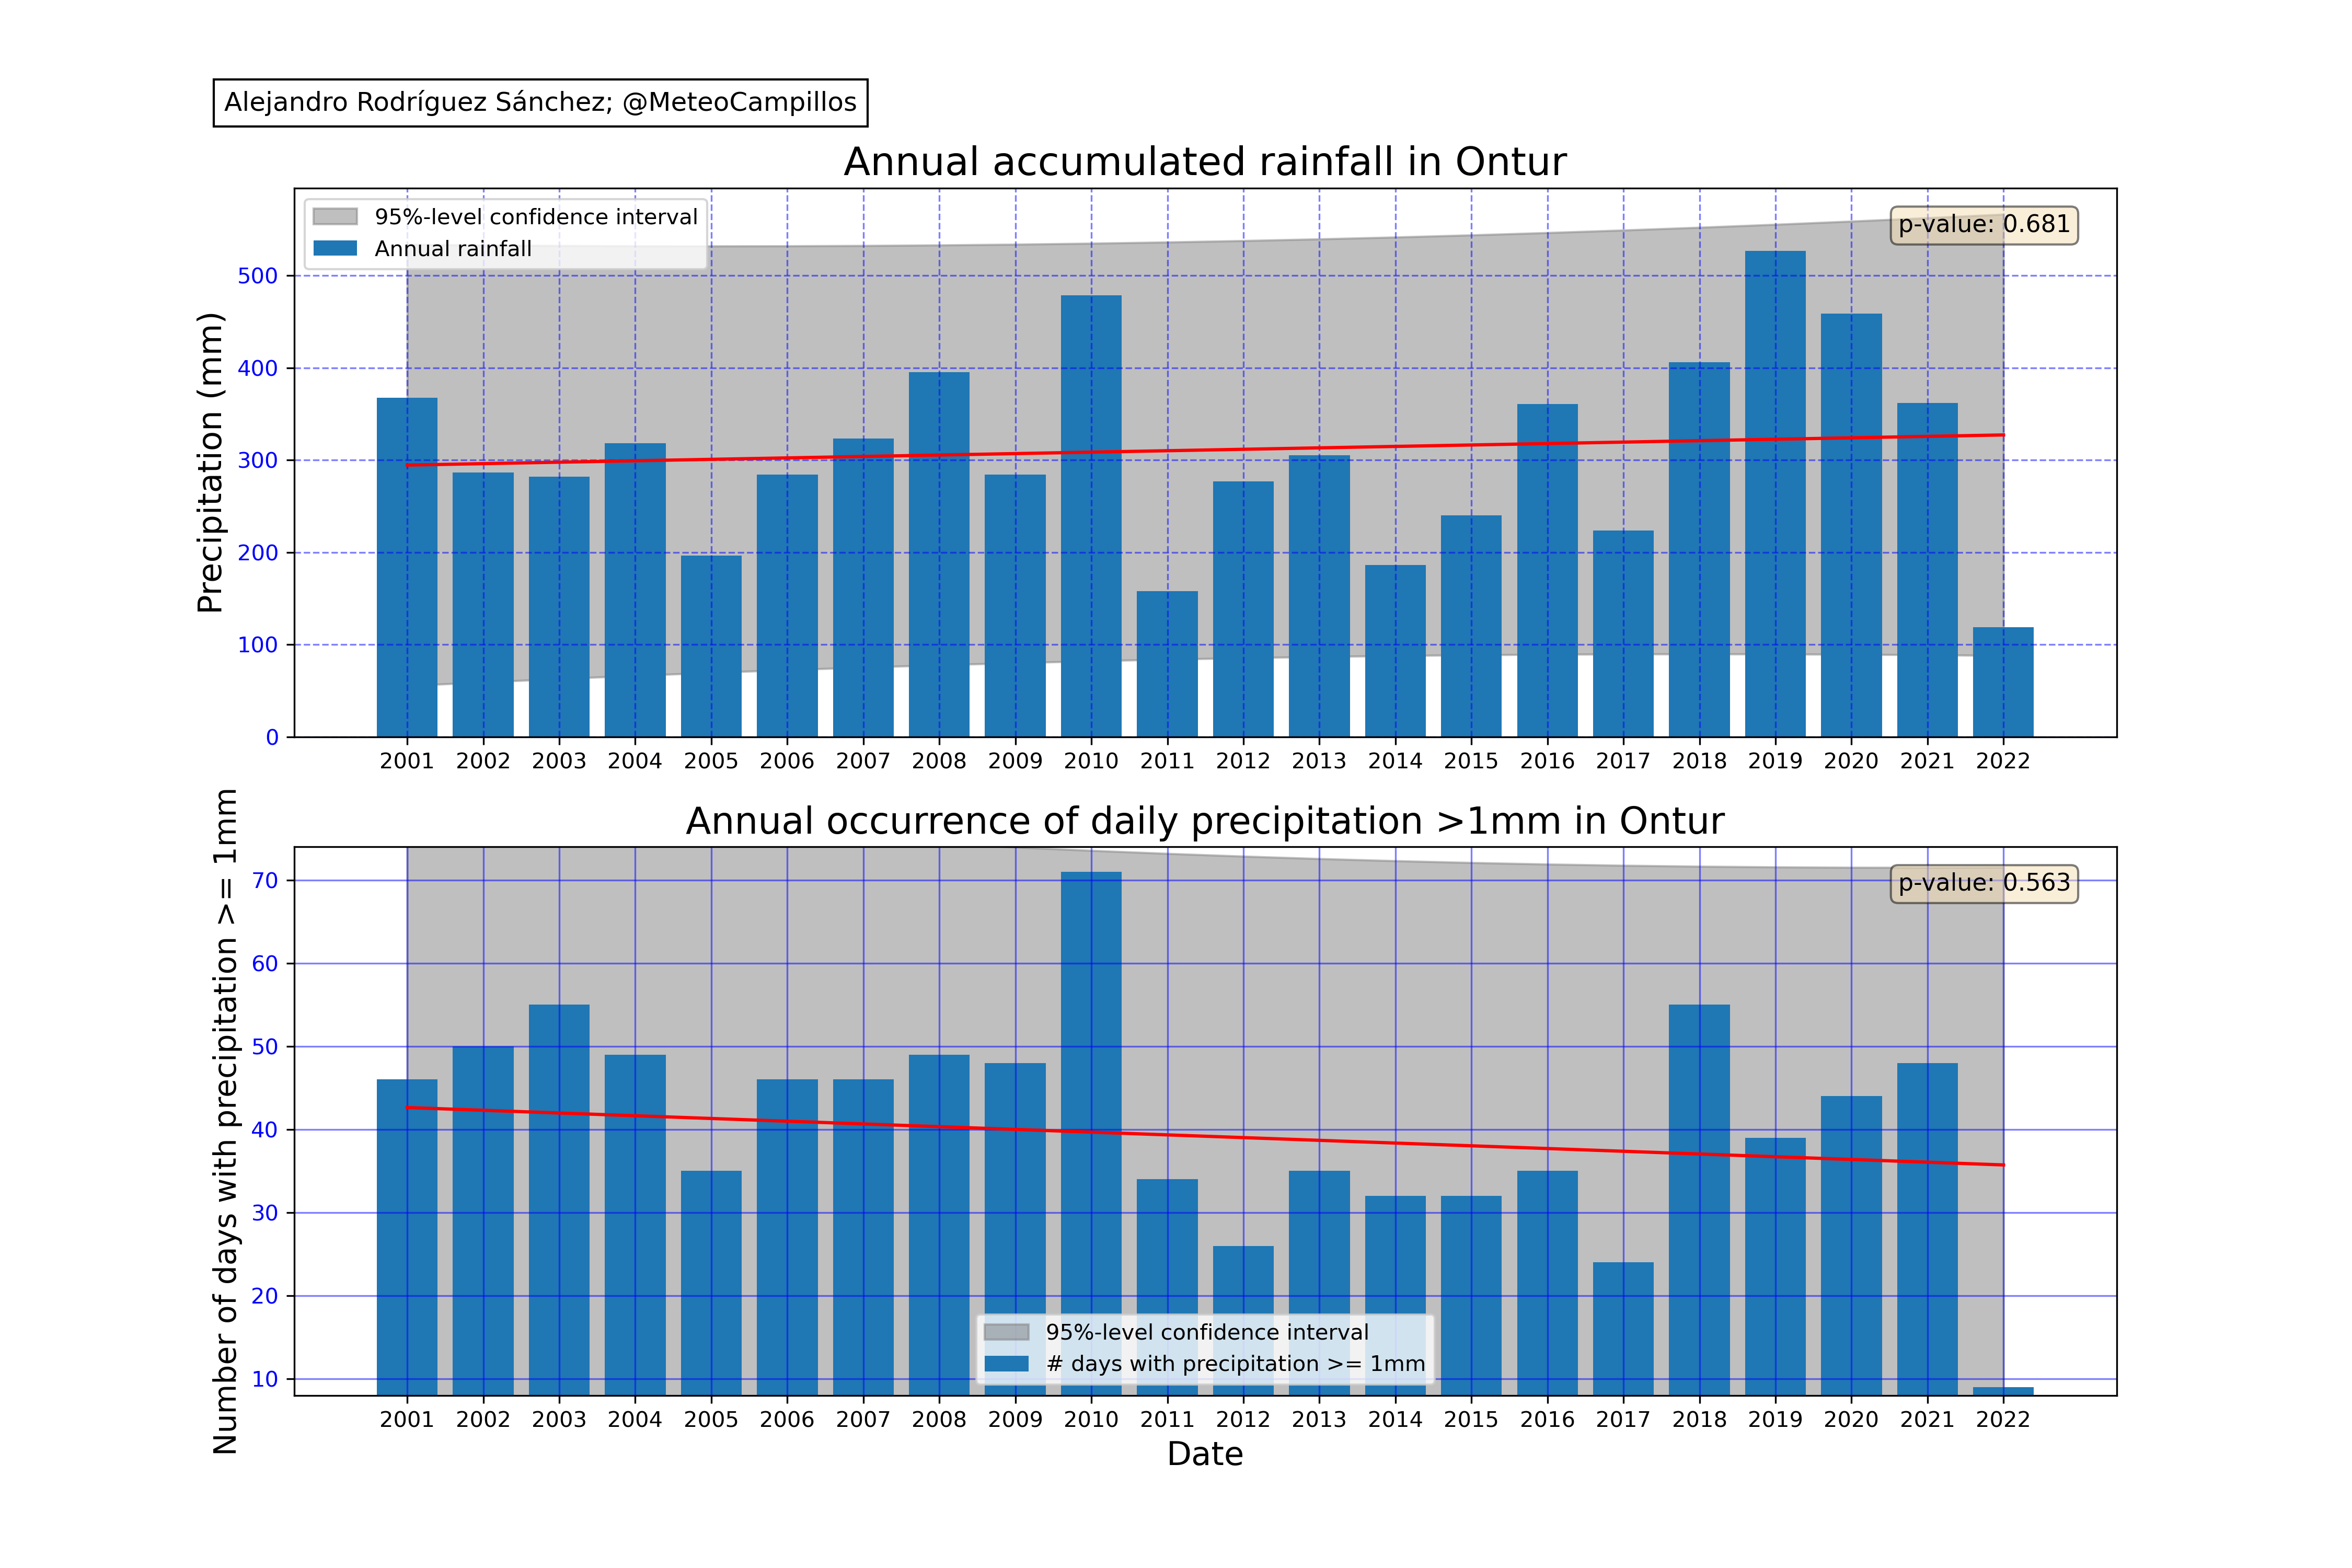 Alejandro Rodríguez Sánchez; @MeteoCampillos
Annual accumulated rainfall in Ontur
95%-level confidence interval
Annual rainfall
p-value: 0.681
Precipitation (mm)
500
400
300
200
100
0
2001 2002 2003 2004 2005 2006 2007 2008 2009 2010 2011 2012 2013 2014 2015 2016 2017 2018 2019 2020 2021 2022
Annual occurrence of daily precipitation >1mm in Ontur
p-value: 0.563
Number of days with precipitation >= 1mm
70
60
50
40
30
20
10
95%-level confidence interval
# days with precipitation >= 1mm
2001 2002 2003 2004 2005 2006 2007 2008 2009 2010 2011 2012 2013 2014 2015 2016 2017 2018 2019 2020 2021 2022
Date